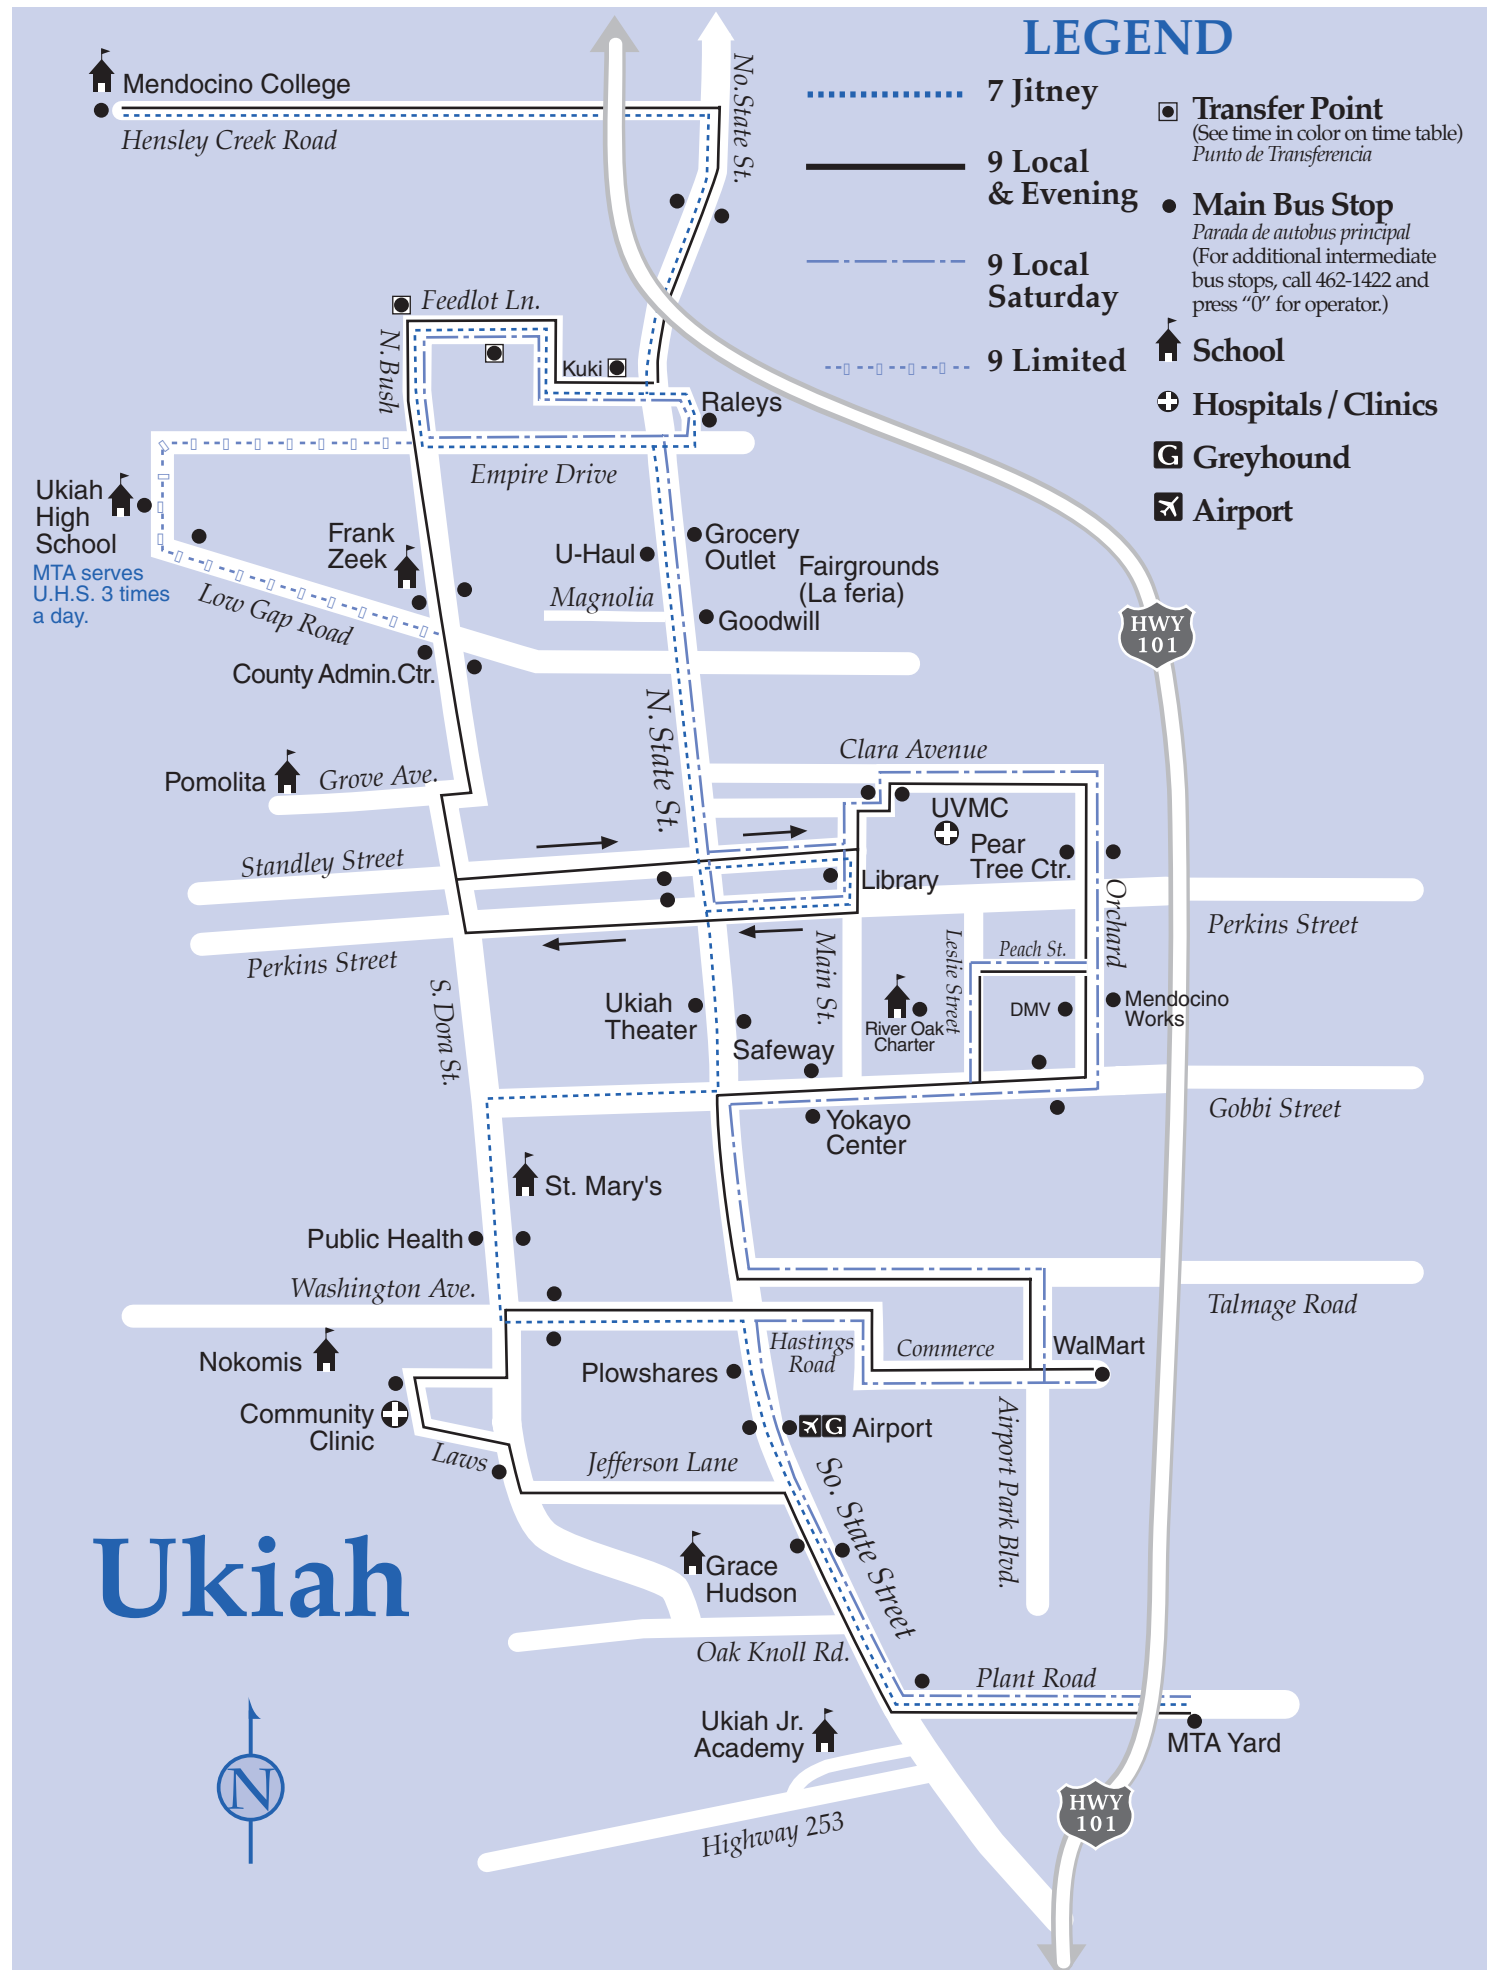 LEGEND
7 Jitney
9 Local
& Evening
9 Local
Saturday
9 Limited
Transfer Point
(See time in color on time table)
Punto de Transferencia
Main Bus Stop
Parada de autobus principal
(For additional intermediate
bus stops, call 462-1422 and
press “0” for operator.)
School
Hospitals / Clinics
G Greyhound
Airport
Mendocino College
Hensley Creek Road
No.State St.
Feedlot Ln.
N. Bush
Kuki
Raleys
Empire Drive
Ukiah
High
School
MTA serves
U.H.S. 3 times
a day.
Frank
Zeek
U-Haul
Grocery
Outlet
Fairgrounds
(La feria)
Magnolia
Goodwill
Low Gap Road
County Admin.Ctr.
HWY
101
N. State St.
Clara Avenue
Pomolita
Grove Ave.
UVMC
Pear
Tree Ctr.
Standley Street
Library
Orchard
Perkins Street
Perkins Street
Main St.
Leslie Street
Peach St.
S. Dora St.
Ukiah
Theater
Safeway
River Oak
Charter
DMV
Mendocino
Works
Gobbi Street
Yokayo
Center
St. Mary's
Public Health
Washington Ave.
Talmage Road
Nokomis
Hastings
Road
Commerce
WalMart
Plowshares
Community
Clinic
G Airport
Laws
Jefferson Lane
So. State Street
Airport Park Blvd.
Ukiah
Grace
Hudson
Oak Knoll Rd.
Plant Road
Ukiah Jr.
Academy
MTA Yard
N
Highway 253
HWY
101